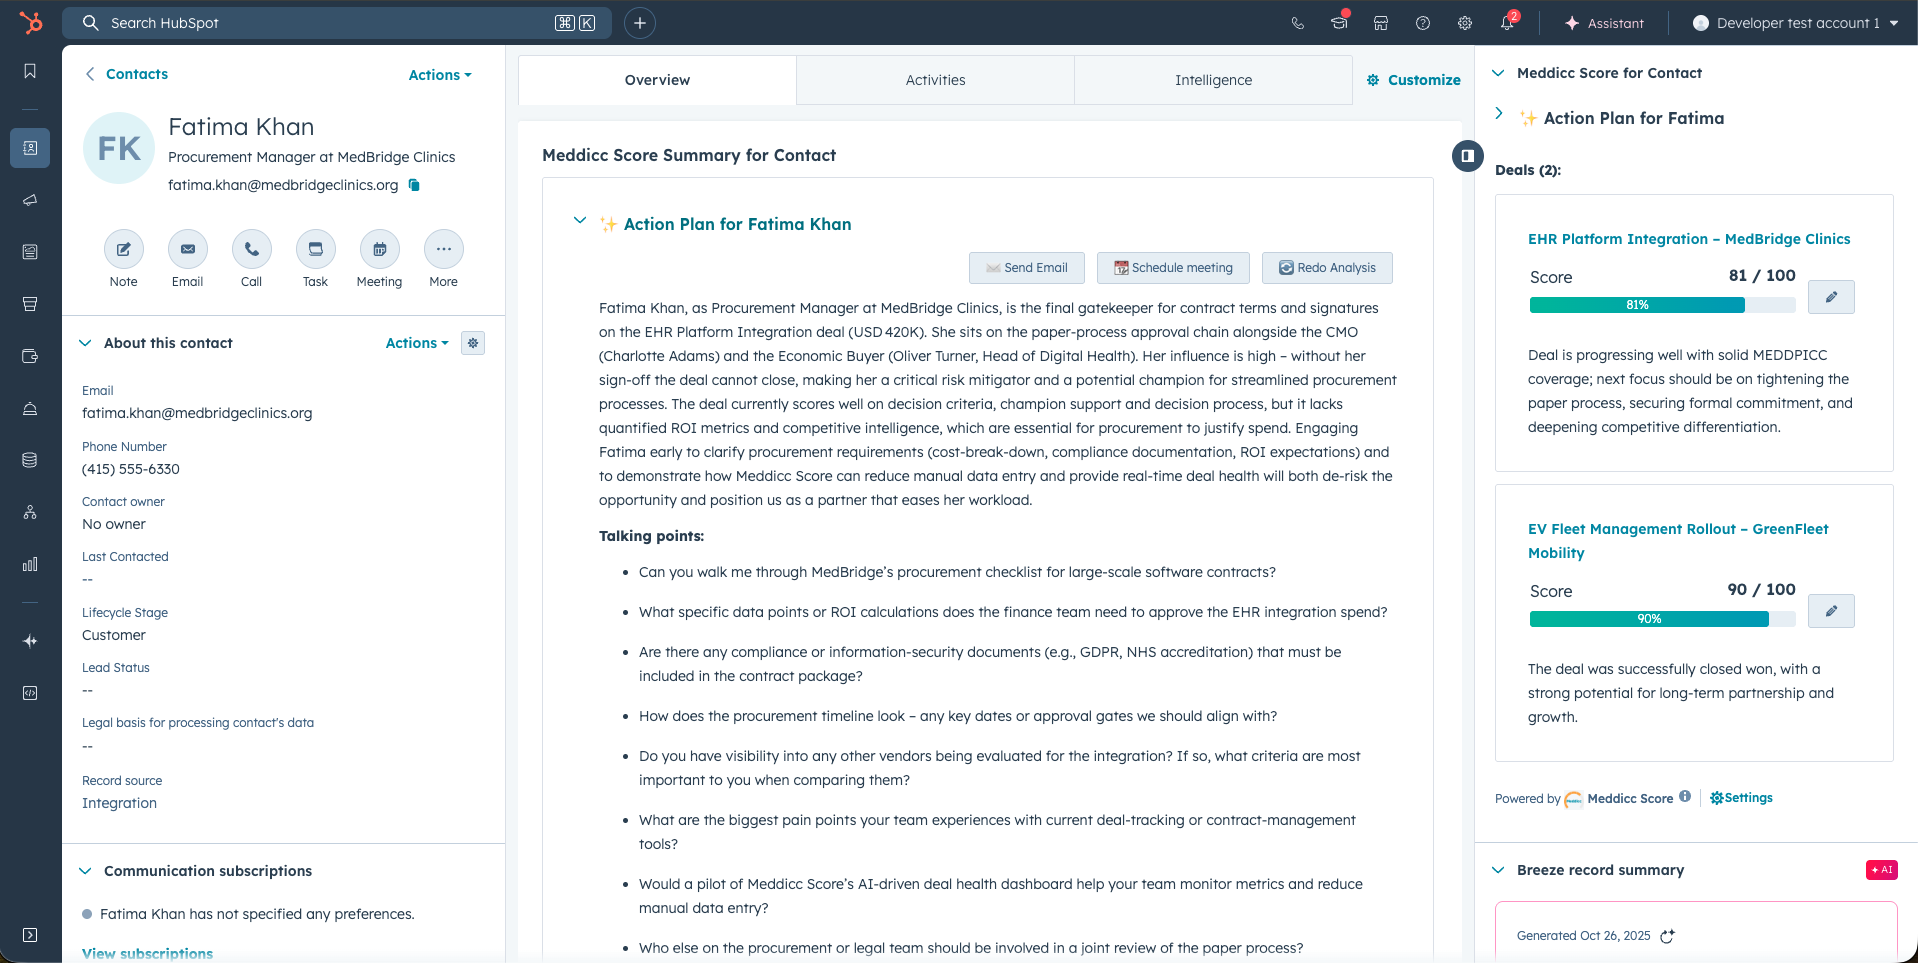 Search HubSpot
⌘ K
2
Assistant
Developer test account 1
Contacts
Actions
FK
Fatima Khan
Procurement Manager at MedBridge Clinics
fatima.khan@medbridgeclinics.org
Note
Email
Call
Task
Meeting
More
About this contact
Actions
Email
fatima.khan@medbridgeclinics.org
Phone Number
(415) 555-6330
Contact owner
No owner
Last Contacted
--
Lifecycle Stage
Customer
Lead Status
--
Legal basis for processing contact's data
--
Record source
Integration
Communication subscriptions
Fatima Khan has not specified any preferences.
View subscriptions
Overview
Activities
Intelligence
Customize
Meddicc Score Summary for Contact
✨ Action Plan for Fatima Khan
Send Email
Schedule meeting
Redo Analysis
Fatima Khan, as Procurement Manager at MedBridge Clinics, is the final gatekeeper for contract terms and signatures
on the EHR Platform Integration deal (USD 420K). She sits on the paper-process approval chain alongside the CMO
(Charlotte Adams) and the Economic Buyer (Oliver Turner, Head of Digital Health). Her influence is high – without her
sign-off the deal cannot close, making her a critical risk mitigator and a potential champion for streamlined procurement
processes. The deal currently scores well on decision criteria, champion support and decision process, but it lacks
quantified ROI metrics and competitive intelligence, which are essential for procurement to justify spend. Engaging
Fatima early to clarify procurement requirements (cost-break-down, compliance documentation, ROI expectations) and
to demonstrate how Meddicc Score can reduce manual data entry and provide real-time deal health will both de-risk the
opportunity and position us as a partner that eases her workload.
Talking points:
• Can you walk me through MedBridge’s procurement checklist for large-scale software contracts?
• What specific data points or ROI calculations does the finance team need to approve the EHR integration spend?
• Are there any compliance or information-security documents (e.g., GDPR, NHS accreditation) that must be
included in the contract package?
• How does the procurement timeline look – any key dates or approval gates we should align with?
• Do you have visibility into any other vendors being evaluated for the integration? If so, what criteria are most
important to you when comparing them?
• What are the biggest pain points your team experiences with current deal-tracking or contract-management
tools?
• Would a pilot of Meddicc Score’s AI-driven deal health dashboard help your team monitor metrics and reduce
manual data entry?
• Who else on the procurement or legal team should be involved in a joint review of the paper process?
Meddicc Score for Contact
✨ Action Plan for Fatima
Deals (2):
EHR Platform Integration – MedBridge Clinics
Score
81 / 100
81%
Deal is progressing well with solid MEDDPICC
coverage; next focus should be on tightening the
paper process, securing formal commitment, and
deepening competitive differentiation.
EV Fleet Management Rollout – GreenFleet
Mobility
Score
90 / 100
90%
The deal was successfully closed won, with a
strong potential for long-term partnership and
growth.
Powered by Meddicc Score
Settings
Breeze record summary
AI
Generated Oct 26, 2025